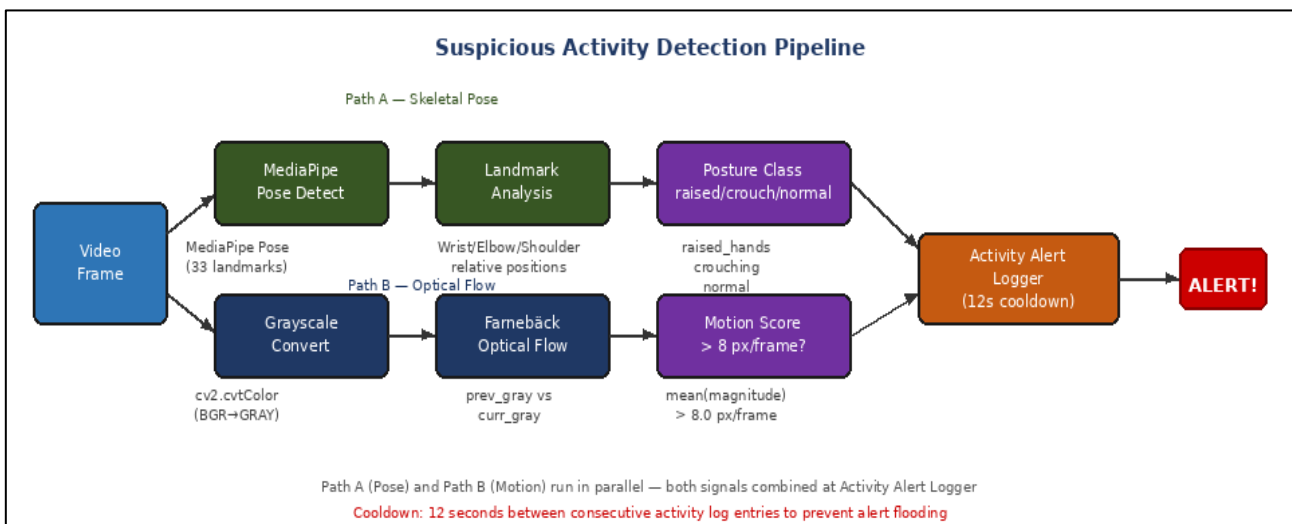 Suspicious Activity Detection Pipeline
Path A — Skeletal Pose
MediaPipe
Pose Detect
Landmark
Analysis
Posture Class
raised/crouch/normal
Video
Frame
MediaPipe Pose
(33 landmarks)
Wrist/Elbow/Shoulder
relative positions
raised_hands
crouching
normal
Activity Alert
Logger
(12s cooldown)
ALERT!
Path B — Optical Flow
Grayscale
Convert
Farnebäck
Optical Flow
Motion Score
> 8 px/frame?
cv2.cvtColor
(BGR→GRAY)
prev_gray vs
curr_gray
mean(magnitude)
> 8.0 px/frame
Path A (Pose) and Path B (Motion) run in parallel — both signals combined at Activity Alert Logger
Cooldown: 12 seconds between consecutive activity log entries to prevent alert flooding